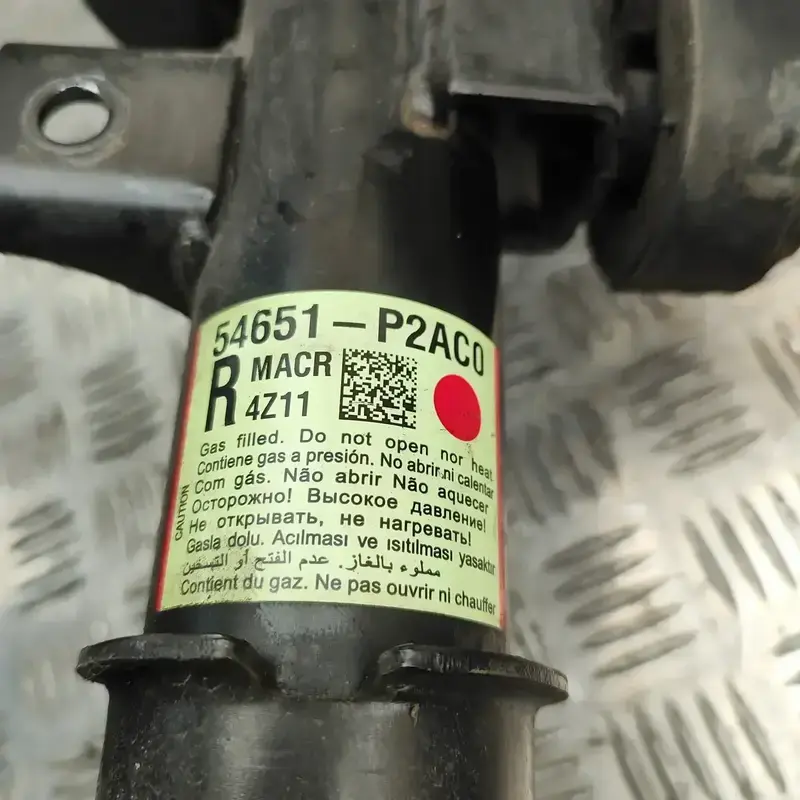 54651-P2AC0
R MACR
4Z11
Gas filled. Do not open nor heat
Contiene gas a presión. No abrir ni calentar
Com gás. Não abrir Não aquecer
Осторожно! Высокое давление!
Не открывать, не нагревать!
Gasla dolu. Acılması ve ısıtılması yasaktır
مملوء بالغاز. عدم الفتح أو التسخين
Contient du gaz. Ne pas ouvrir ni chauffer
CAUTION